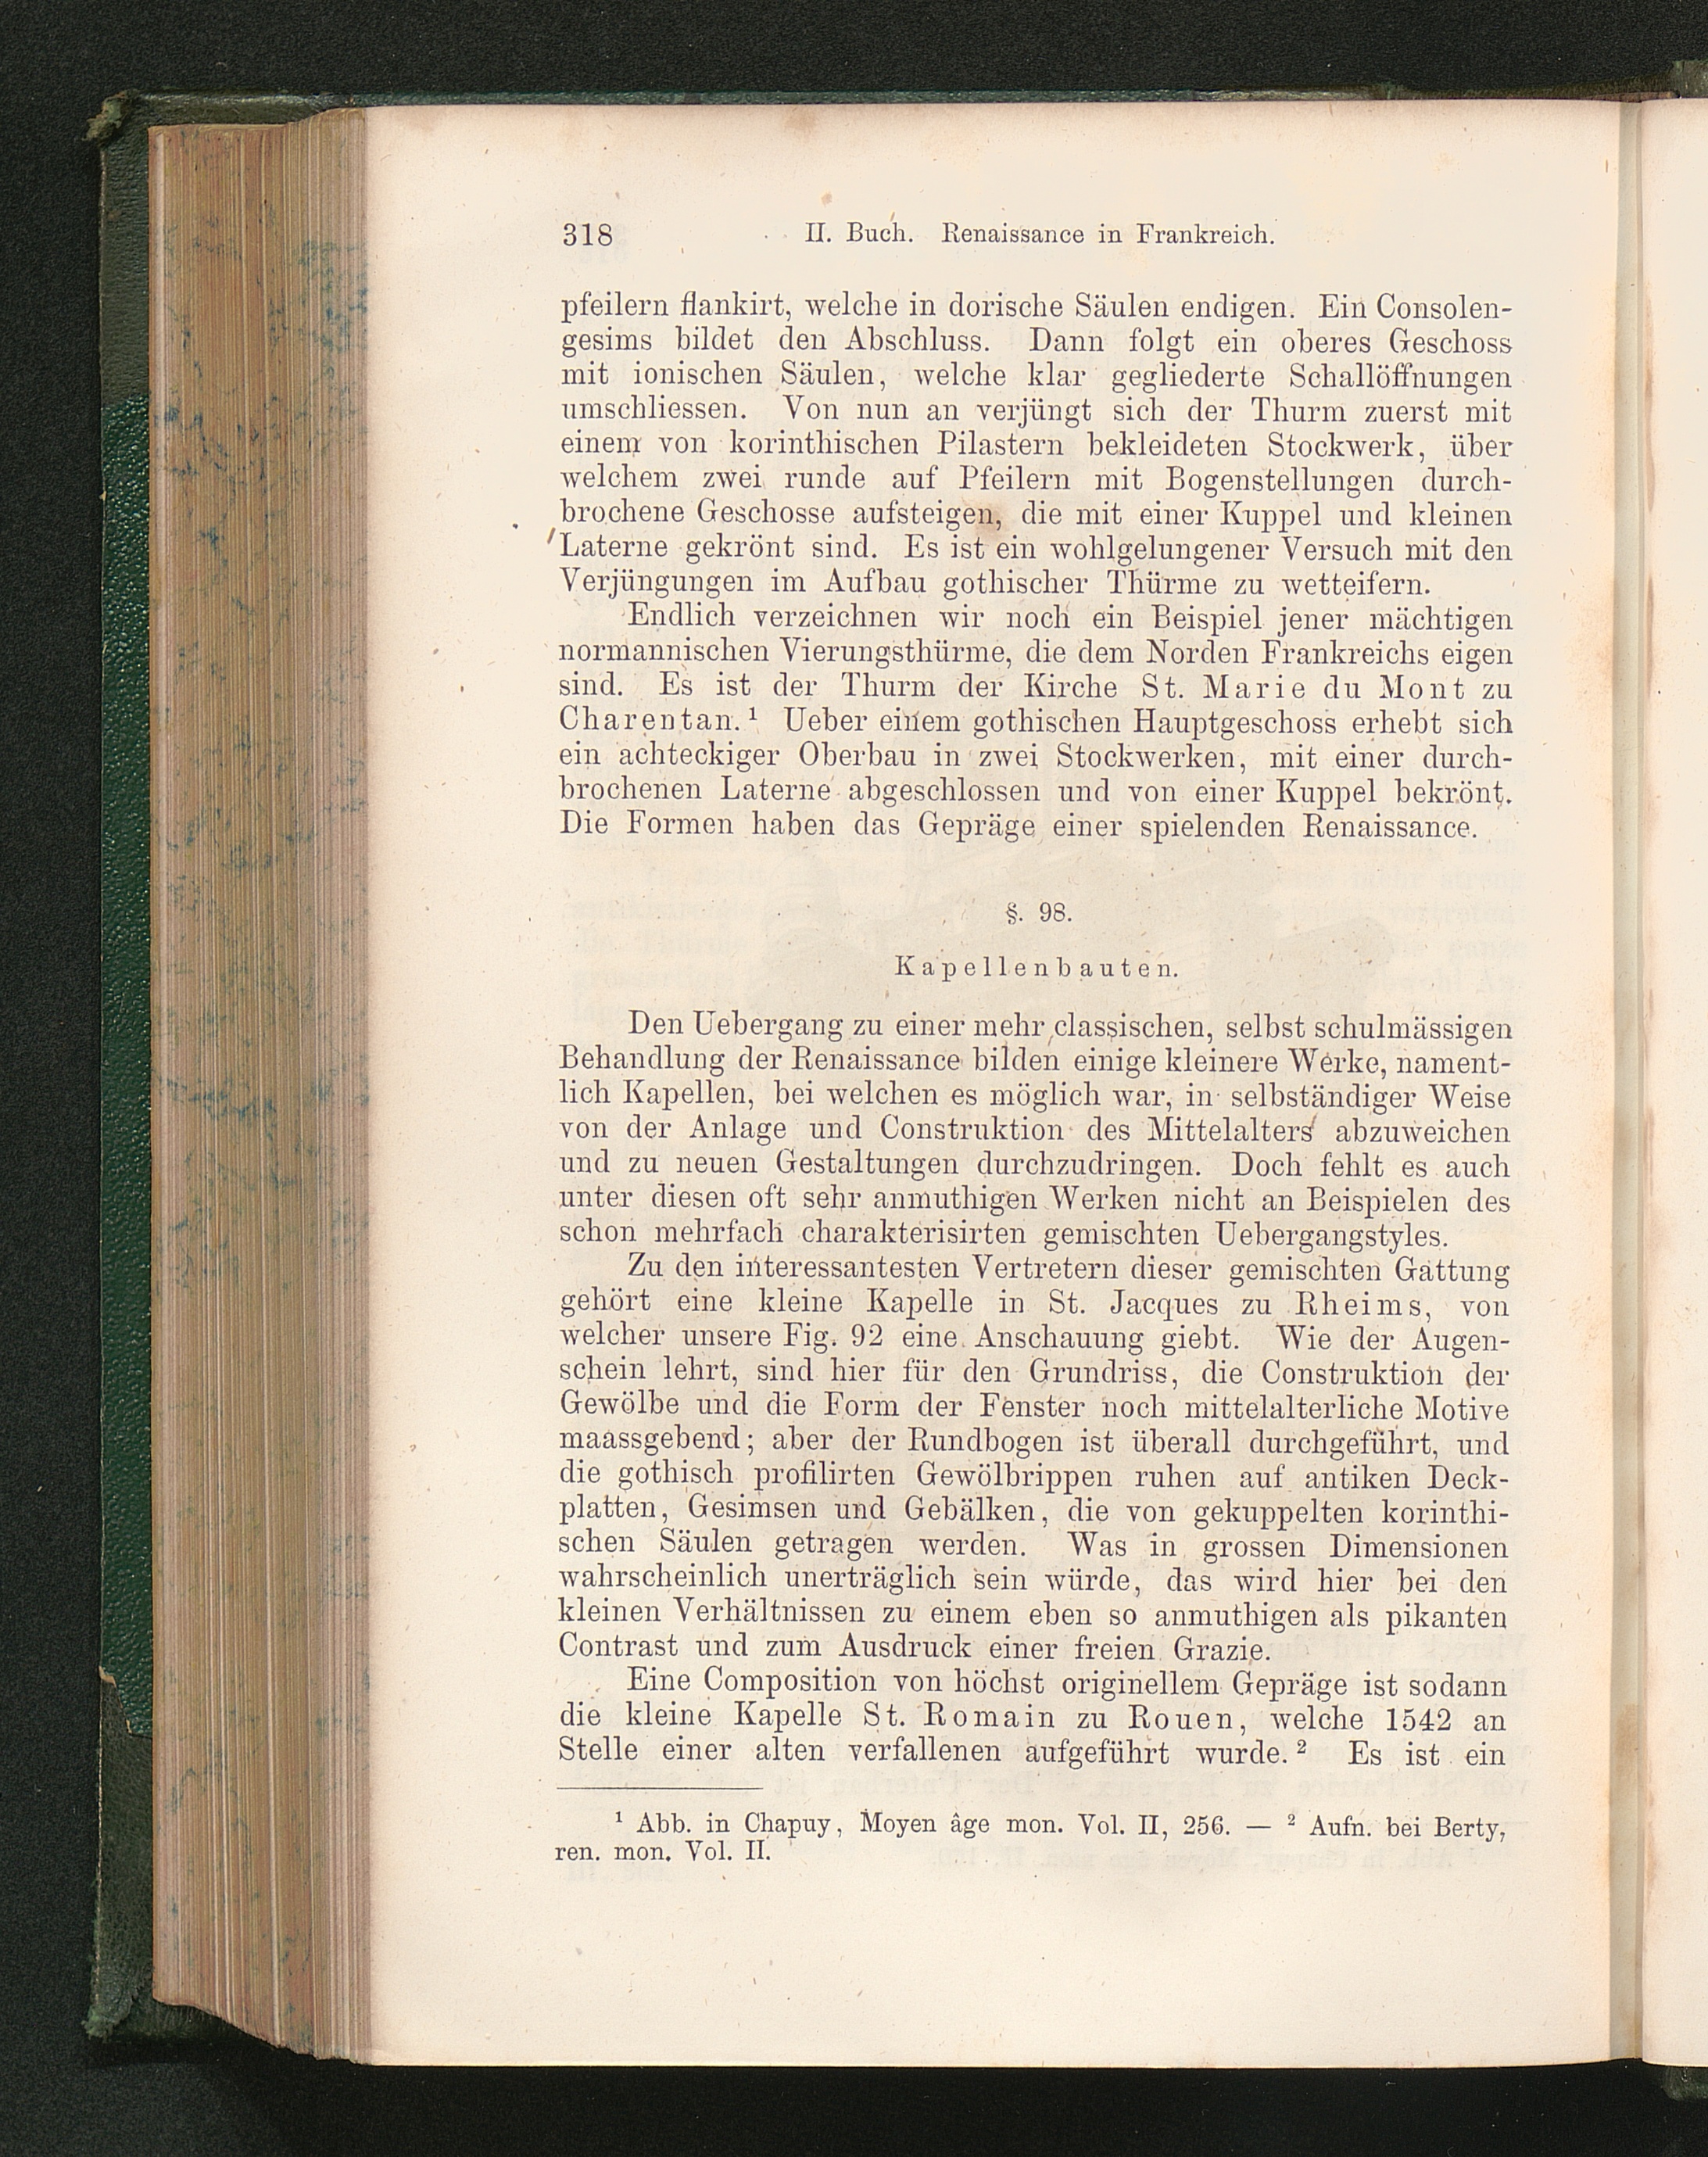 318 II. Buch. Renaissance in Frankreich.
pfeilern flankirt, welche in dorische Säulen endigen. Ein Consolen-
gesims bildet den Abschluss. Dann folgt ein oberes Geschoss
mit ionischen Säulen, welche klar gegliederte Schallöffnungen
umschliessen. Von nun an verjüngt sich der Thurm zuerst mit
einem von korinthischen Pilastern bekleideten Stockwerk, über
welchem zwei runde auf Pfeilern mit Bogenstellungen durch-
brochene Geschosse aufsteigen, die mit einer Kuppel und kleinen
Laterne gekrönt sind. Es ist ein wohlgelungener Versuch mit den
Verjüngungen im Aufbau gothischer Thürme zu wetteifern.
Endlich verzeichnen wir noch ein Beispiel jener mächtigen
normannischen Vierungsthürme, die dem Norden Frankreichs eigen
sind. Es ist der Thurm der Kirche St. Marie du Mont zu
Charentan.¹ Ueber einem gothischen Hauptgeschoss erhebt sich
ein achteckiger Oberbau in zwei Stockwerken, mit einer durch-
brochenen Laterne abgeschlossen und von einer Kuppel bekrönt.
Die Formen haben das Gepräge einer spielenden Renaissance.
§. 98.
Kapellenbauten.
Den Uebergang zu einer mehr classischen, selbst schulmässigen
Behandlung der Renaissance bilden einige kleinere Werke, nament-
lich Kapellen, bei welchen es möglich war, in selbständiger Weise
von der Anlage und Construktion des Mittelalters abzuweichen
und zu neuen Gestaltungen durchzudringen. Doch fehlt es auch
unter diesen oft sehr anmuthigen Werken nicht an Beispielen des
schon mehrfach charakterisirten gemischten Uebergangstyles.
Zu den interessantesten Vertretern dieser gemischten Gattung
gehört eine kleine Kapelle in St. Jacques zu Rheims, von
welcher unsere Fig. 92 eine Anschauung giebt. Wie der Augen-
schein lehrt, sind hier für den Grundriss, die Construktion der
Gewölbe und die Form der Fenster noch mittelalterliche Motive
maassgebend; aber der Rundbogen ist überall durchgeführt, und
die gothisch profilirten Gewölbrippen ruhen auf antiken Deck-
platten, Gesimsen und Gebälken, die von gekuppelten korinthi-
schen Säulen getragen werden. Was in grossen Dimensionen
wahrscheinlich unerträglich sein würde, das wird hier bei den
kleinen Verhältnissen zu einem eben so anmuthigen als pikanten
Contrast und zum Ausdruck einer freien Grazie.
Eine Composition von höchst originellem Gepräge ist sodann
die kleine Kapelle St. Romain zu Rouen, welche 1542 an
Stelle einer alten verfallenen aufgeführt wurde.² Es ist ein
¹ Abb. in Chapuy, Moyen âge mon. Vol. II, 256. — ² Aufn. bei Berty,
ren. mon. Vol. II.